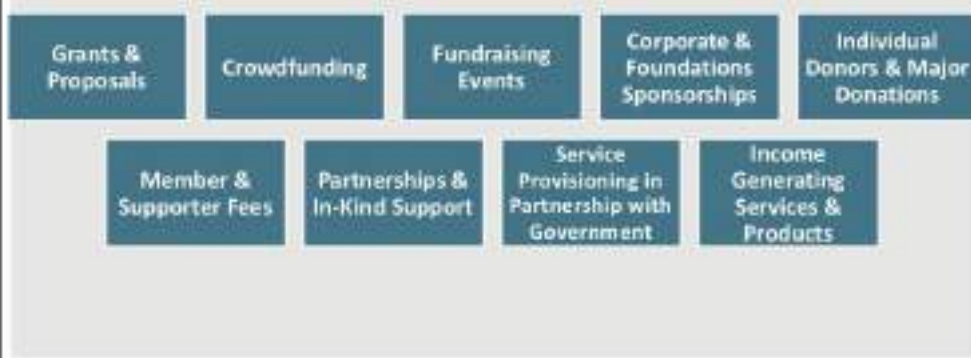 Grants &
Proposals
Crowdfunding
Fundraising
Events
Corporate &
Foundations
Sponsorships
Individual
Donors & Major
Donations
Member &
Supporter Fees
Partnerships &
In-Kind Support
Service
Provisioning in
Partnership with
Government
Income
Generating
Services &
Products